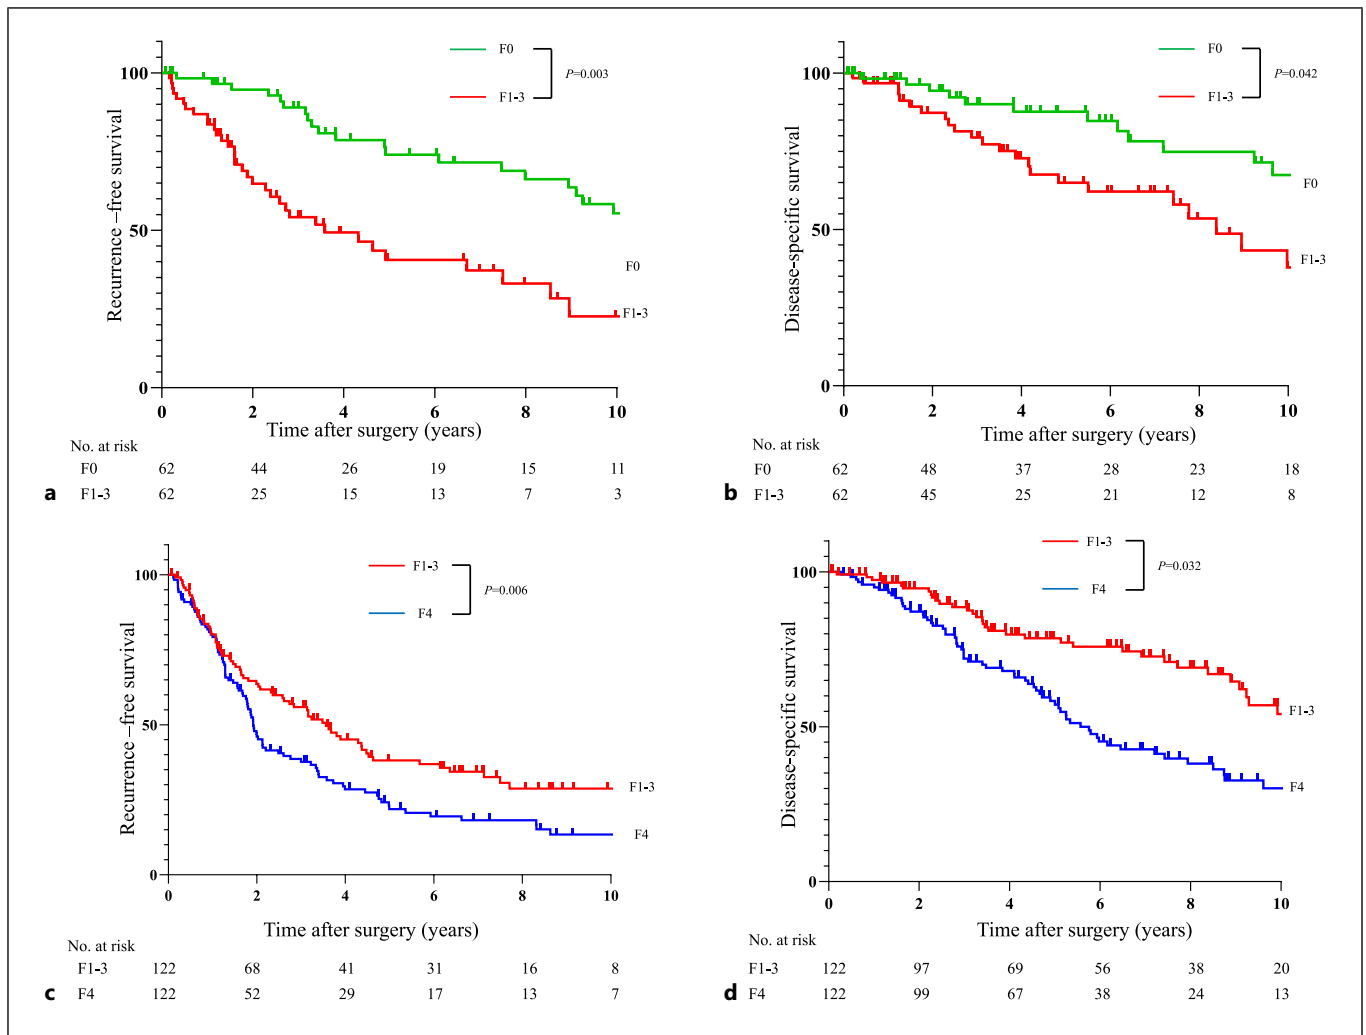 F0
P=0.003
F1-3
100
50
0
Recurrence–free survival
F0
F1-3
0 2 4 6 8 10
Time after surgery (years)
No. at risk
F0 62 44 26 19 15 11
a F1-3 62 25 15 13 7 3
F0
P=0.042
F1-3
100
50
0
Disease-specific survival
F0
F1-3
0 2 4 6 8 10
Time after surgery (years)
No. at risk
F0 62 48 37 28 23 18
b F1-3 62 45 25 21 12 8
F1-3
P=0.006
F4
100
50
0
Recurrence–free survival
F1-3
F4
0 2 4 6 8 10
Time after surgery (years)
No. at risk
F1-3 122 68 41 31 16 8
c F4 122 52 29 17 13 7
F1-3
P=0.032
F4
100
50
0
Disease-specific survival
F1-3
F4
0 2 4 6 8 10
Time after surgery (years)
No. at risk
F1-3 122 97 69 56 38 20
d F4 122 99 67 38 24 13